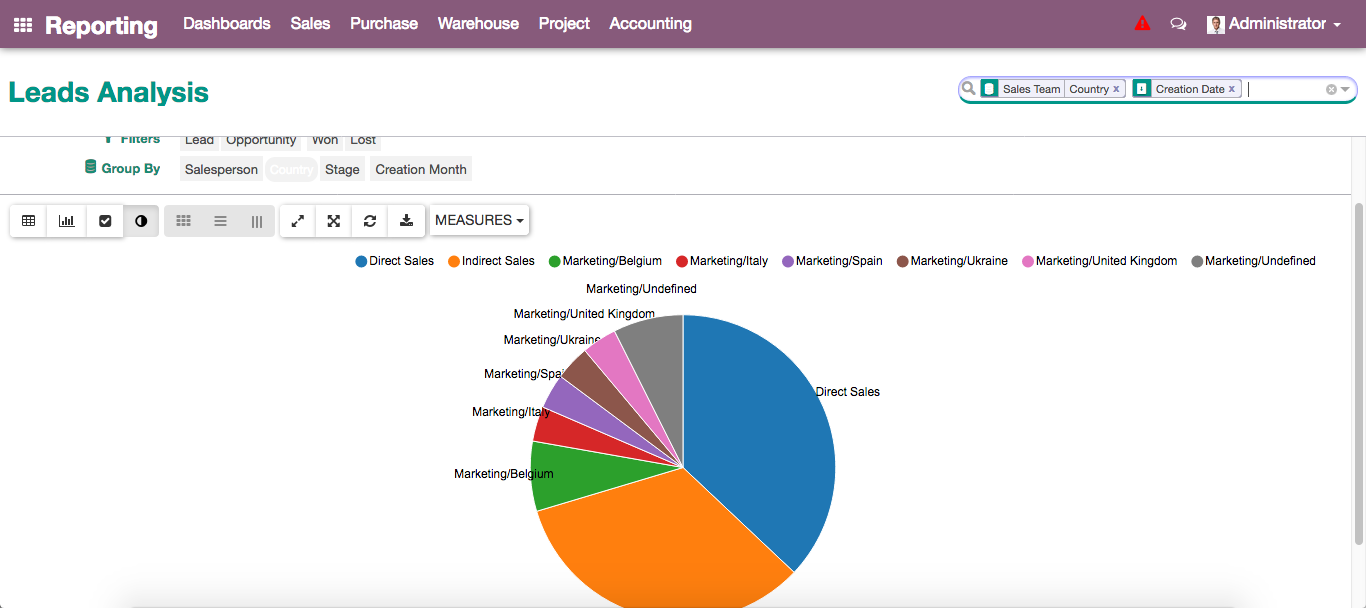 Reporting Dashboards Sales Purchase Warehouse Project Accounting Administrator
Leads Analysis
Sales Team Country x Creation Date x
Filters Lead Opportunity Won Lost
Group By Salesperson Country Stage Creation Month
MEASURES
Direct Sales Indirect Sales Marketing/Belgium Marketing/Italy Marketing/Spain Marketing/Ukraine Marketing/United Kingdom Marketing/Undefined
Marketing/Undefined
Marketing/United Kingdom
Marketing/Ukraine
Marketing/Spai
Direct Sales
Marketing/Italy
Marketing/Belgium